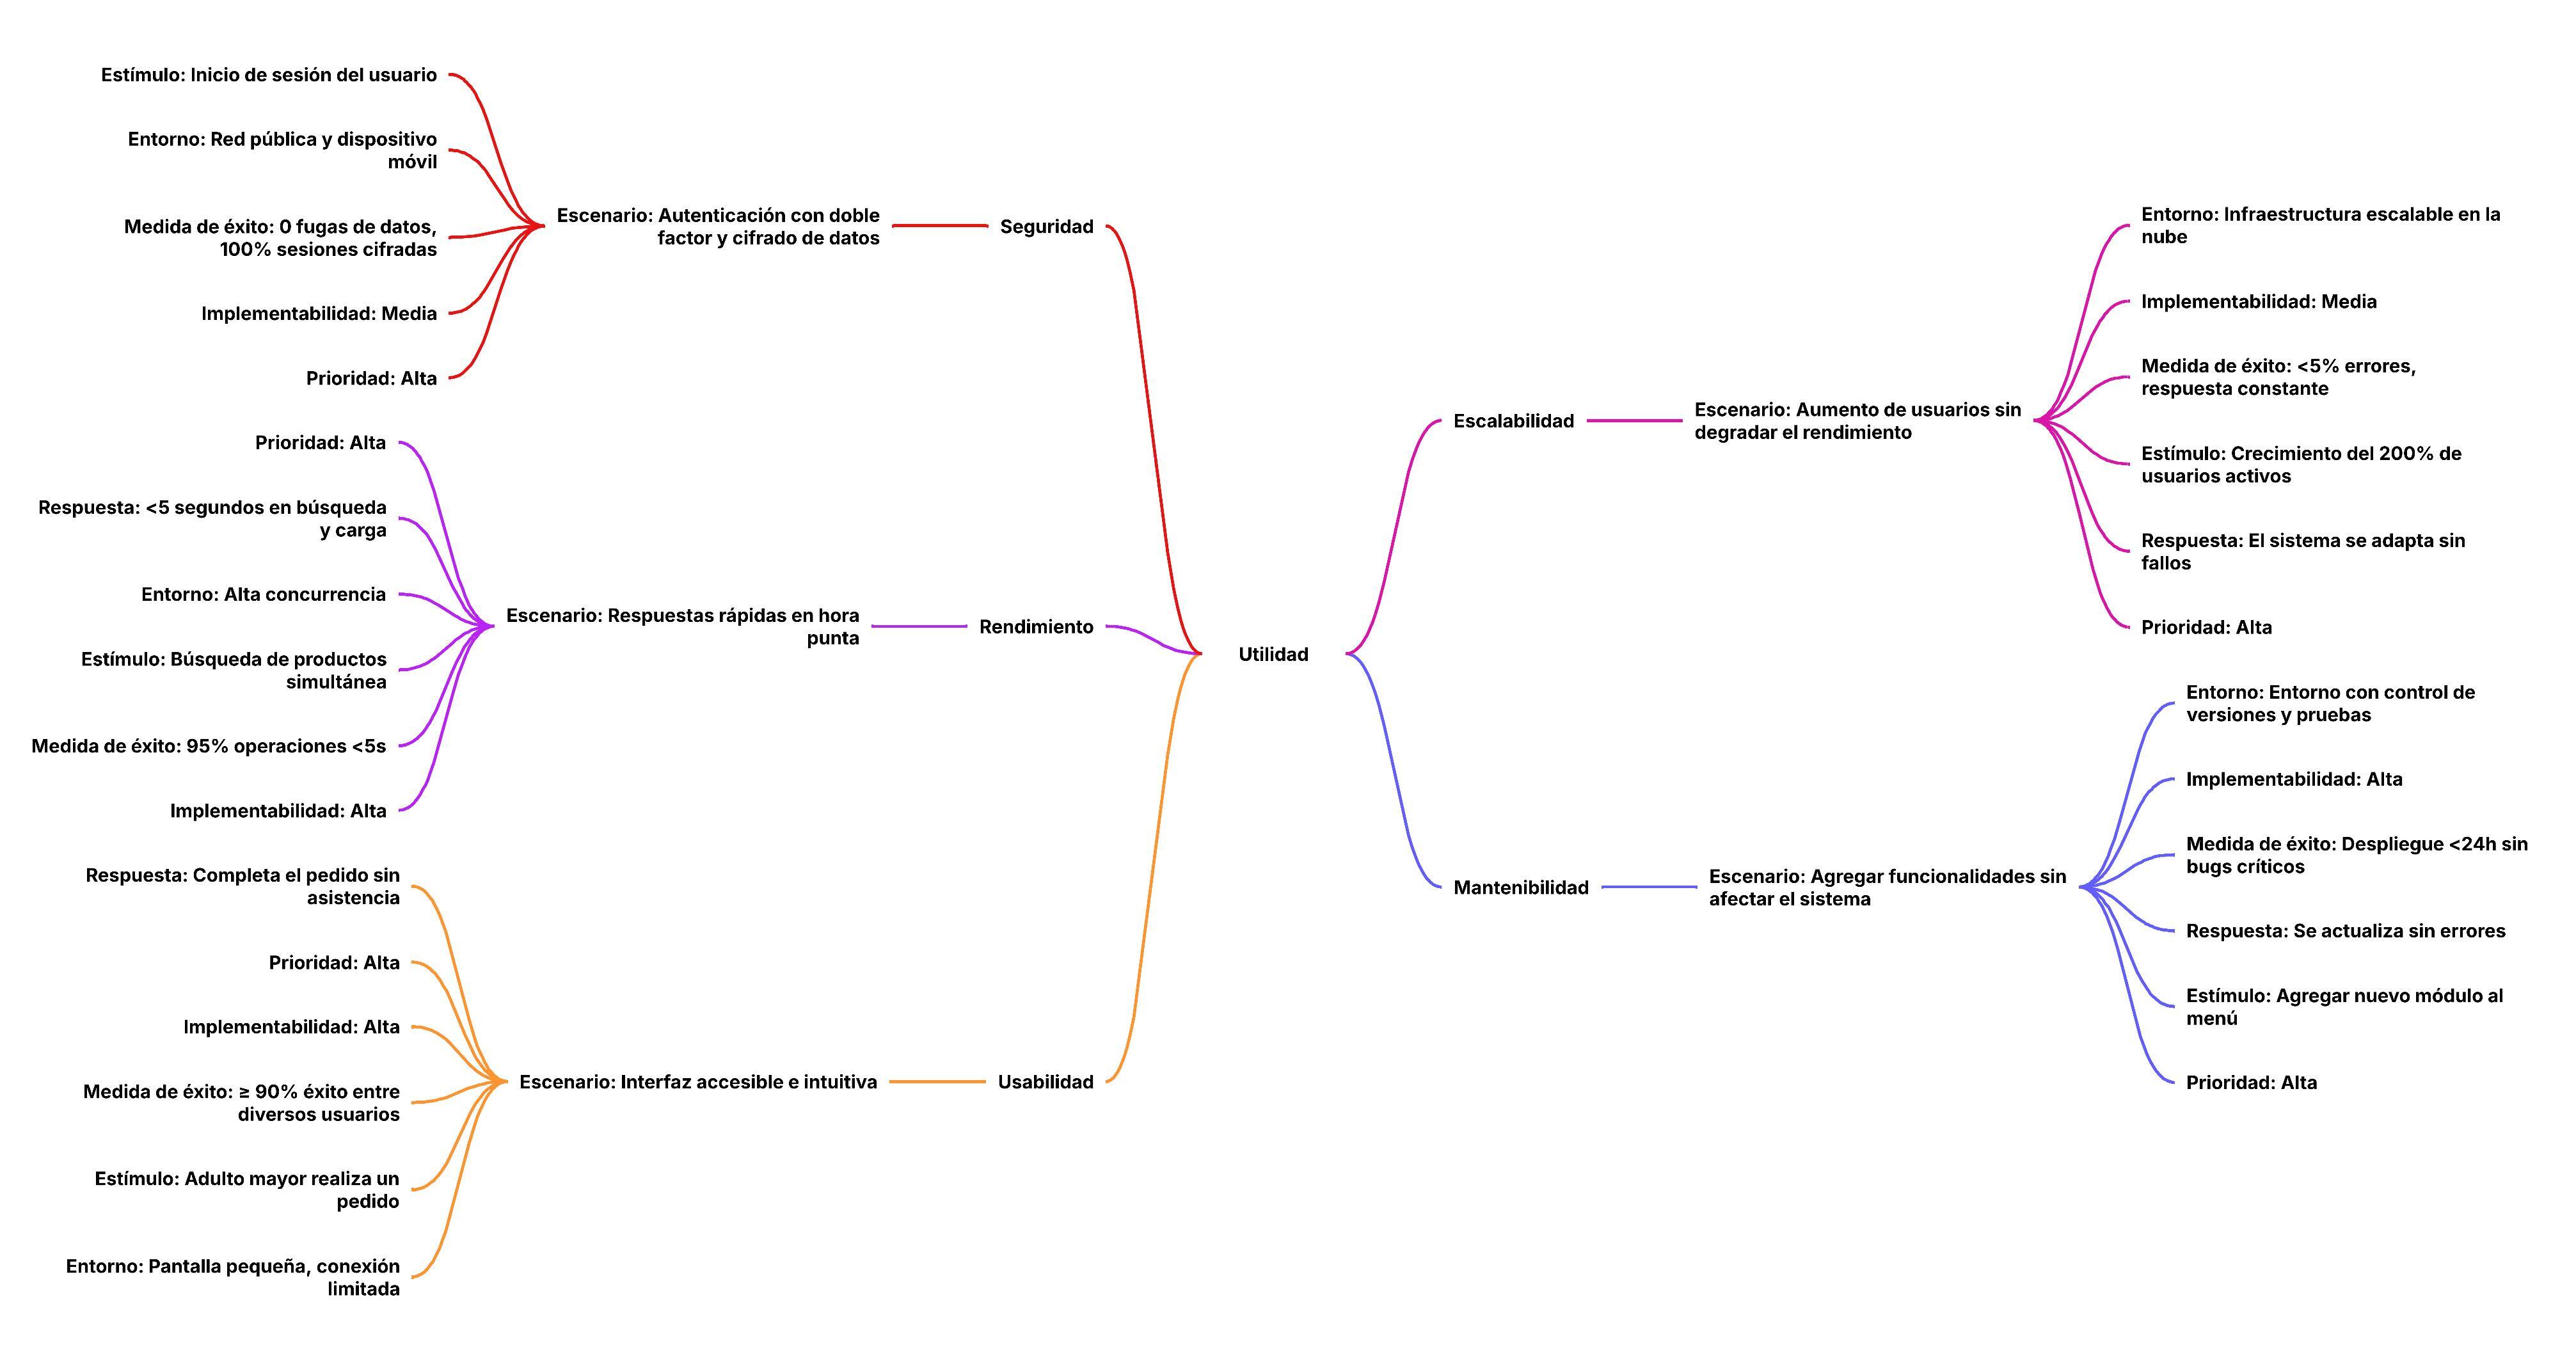 Estímulo: Inicio de sesión del usuario
Entorno: Red pública y dispositivo
móvil
Medida de éxito: 0 fugas de datos,
100% sesiones cifradas
Implementabilidad: Media
Prioridad: Alta
Escenario: Autenticación con doble
factor y cifrado de datos
Seguridad
Prioridad: Alta
Respuesta: <5 segundos en búsqueda
y carga
Entorno: Alta concurrencia
Estímulo: Búsqueda de productos
simultánea
Medida de éxito: 95% operaciones <5s
Implementabilidad: Alta
Escenario: Respuestas rápidas en hora
punta
Rendimiento
Respuesta: Completa el pedido sin
asistencia
Prioridad: Alta
Implementabilidad: Alta
Medida de éxito: ≥ 90% éxito entre
diversos usuarios
Estímulo: Adulto mayor realiza un
pedido
Entorno: Pantalla pequeña, conexión
limitada
Escenario: Interfaz accesible e intuitiva
Usabilidad
Utilidad
Escalabilidad
Escenario: Aumento de usuarios sin
degradar el rendimiento
Entorno: Infraestructura escalable en la
nube
Implementabilidad: Media
Medida de éxito: <5% errores,
respuesta constante
Estímulo: Crecimiento del 200% de
usuarios activos
Respuesta: El sistema se adapta sin
fallos
Prioridad: Alta
Mantenibilidad
Escenario: Agregar funcionalidades sin
afectar el sistema
Entorno: Entorno con control de
versiones y pruebas
Implementabilidad: Alta
Medida de éxito: Despliegue <24h sin
bugs críticos
Respuesta: Se actualiza sin errores
Estímulo: Agregar nuevo módulo al
menú
Prioridad: Alta